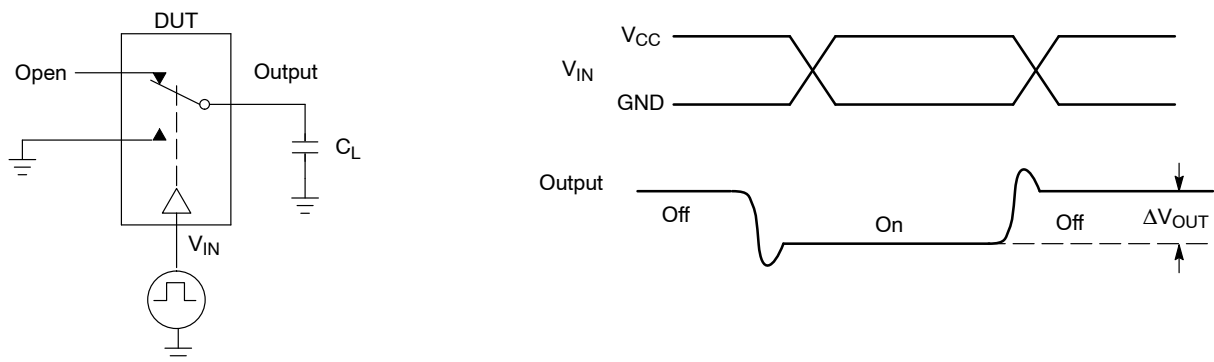 DUT
Open
Output
C_L
V_IN
V_CC
V_IN
GND
Output
Off
On
Off
ΔV_OUT